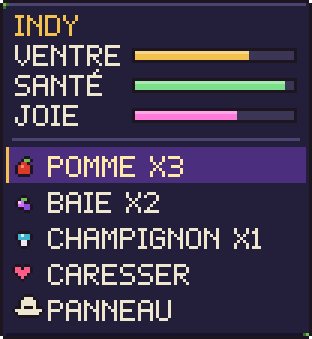 INDY
VENTRE
SANTÉ
JOIE
POMME X3
BAIE X2
CHAMPIGNON X1
CARESSER
PANNEAU